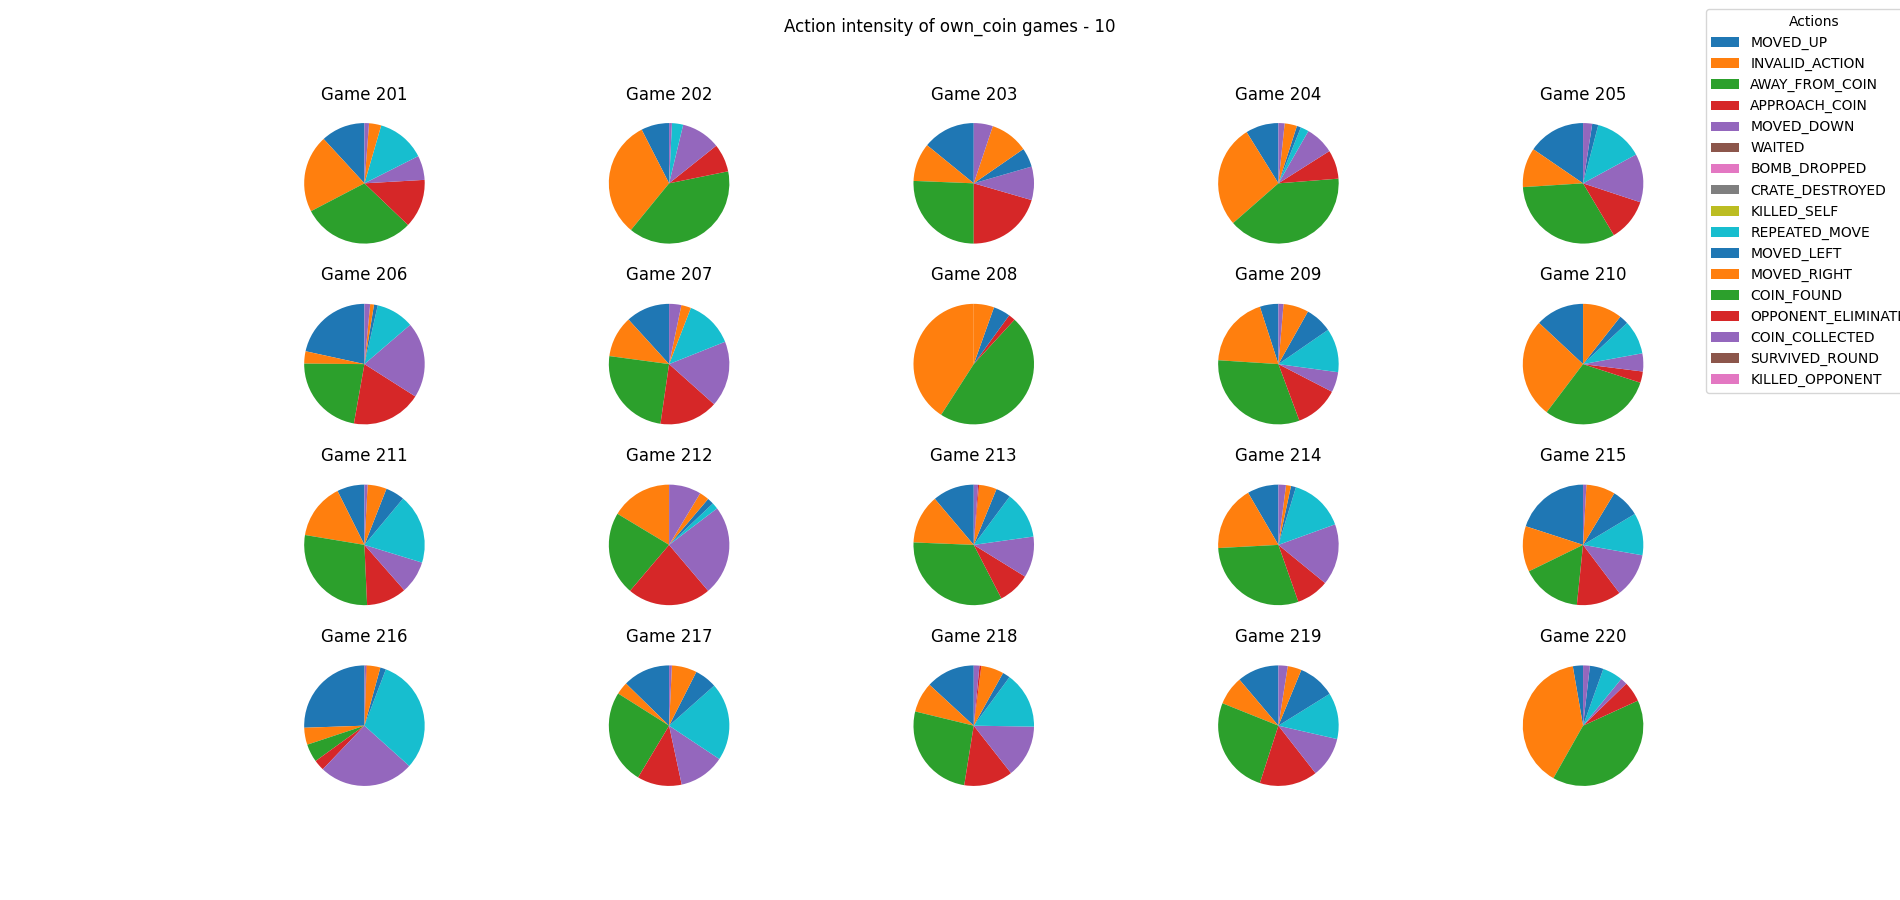 Action intensity of own_coin games - 10
Actions
MOVED_UP
INVALID_ACTION
AWAY_FROM_COIN
APPROACH_COIN
MOVED_DOWN
WAITED
BOMB_DROPPED
CRATE_DESTROYED
KILLED_SELF
REPEATED_MOVE
MOVED_LEFT
MOVED_RIGHT
COIN_FOUND
OPPONENT_ELIMINAT
COIN_COLLECTED
SURVIVED_ROUND
KILLED_OPPONENT
Game 201
Game 202
Game 203
Game 204
Game 205
Game 206
Game 207
Game 208
Game 209
Game 210
Game 211
Game 212
Game 213
Game 214
Game 215
Game 216
Game 217
Game 218
Game 219
Game 220